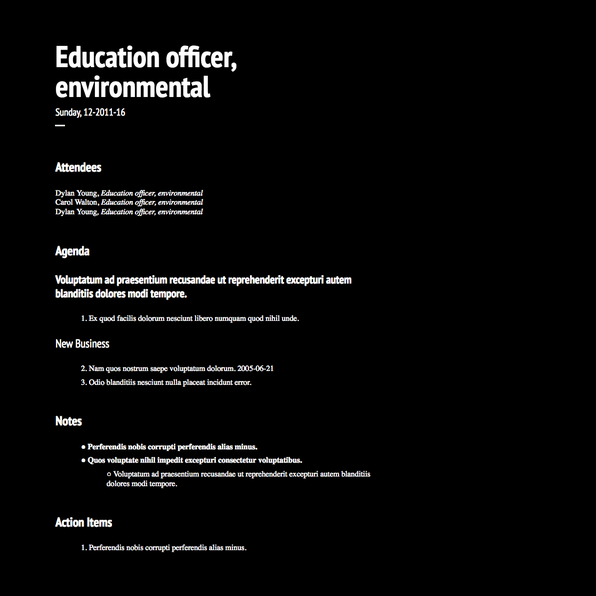 Education officer,
environmental
Sunday, 12-2011-16
—
Attendees
Dylan Young, Education officer, environmental
Carol Walton, Education officer, environmental
Dylan Young, Education officer, environmental
Agenda
Voluptatum ad praesentium recusandae ut reprehenderit excepturi autem
blanditiis dolores modi tempore.
1. Ex quod facilis dolorum nesciunt libero numquam quod nihil unde.
New Business
2. Nam quos nostrum saepe voluptatum dolorum. 2005-06-21
3. Odio blanditiis nesciunt nulla placeat incidunt error.
Notes
● Perferendis nobis corrupti perferendis alias minus.
● Quos voluptate nihil impedit excepturi consectetur voluptatibus.
○ Voluptatum ad praesentium recusandae ut reprehenderit excepturi autem blanditiis
dolores modi tempore.
Action Items
1. Perferendis nobis corrupti perferendis alias minus.